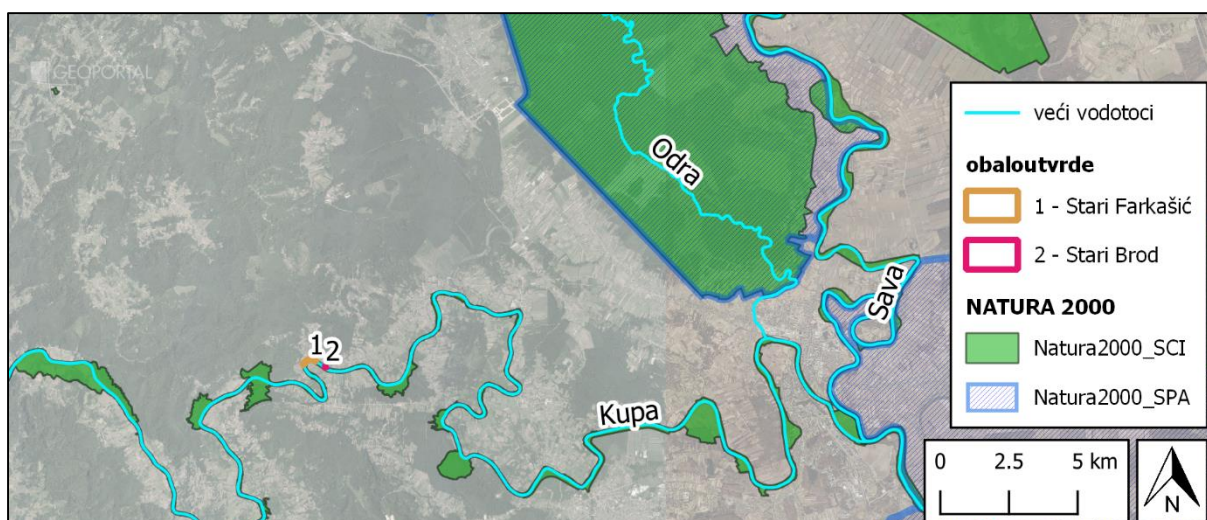 GEOPORTAL
Odra
Sava
Kupa
1
2
veći vodotoci
obaloutvrde
1 - Stari Farkašić
2 - Stari Brod
NATURA 2000
Natura2000_SCI
Natura2000_SPA
0 2.5 5 km
N